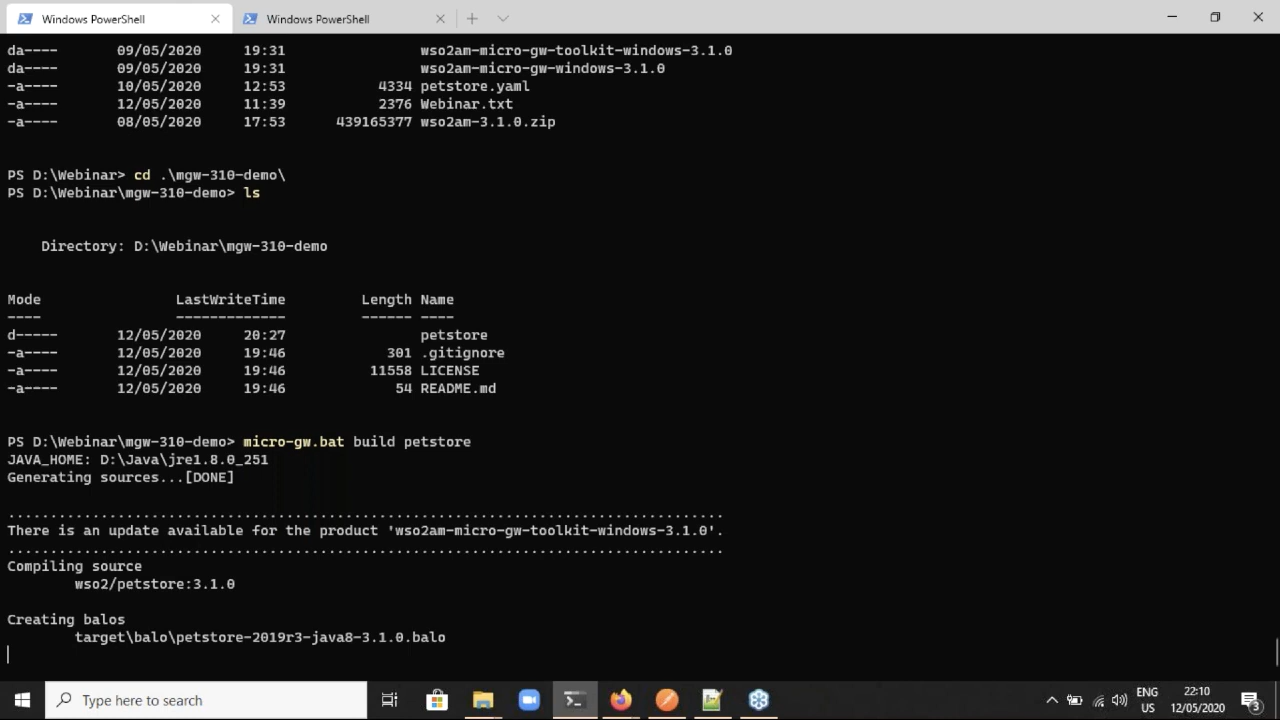 Windows PowerShell
Windows PowerShell
da---- 09/05/2020 19:31 wso2am-micro-gw-toolkit-windows-3.1.0
da---- 09/05/2020 19:31 wso2am-micro-gw-windows-3.1.0
-a---- 10/05/2020 12:53 4334 petstore.yaml
-a---- 12/05/2020 11:39 2376 Webinar.txt
-a---- 08/05/2020 17:53 439165377 wso2am-3.1.0.zip
PS D:\Webinar> cd .\mgw-310-demo\
PS D:\Webinar\mgw-310-demo> ls
Directory: D:\Webinar\mgw-310-demo
Mode LastWriteTime Length Name
---- ------------- ------ ----
d----- 12/05/2020 20:27 petstore
-a---- 12/05/2020 19:46 301 .gitignore
-a---- 12/05/2020 19:46 11558 LICENSE
-a---- 12/05/2020 19:46 54 README.md
PS D:\Webinar\mgw-310-demo> micro-gw.bat build petstore
JAVA_HOME: D:\Java\jre1.8.0_251
Generating sources...[DONE]
.....................................................................................
There is an update available for the product 'wso2am-micro-gw-toolkit-windows-3.1.0'.
.....................................................................................
Compiling source
wso2/petstore:3.1.0
Creating balos
target\balo\petstore-2019r3-java8-3.1.0.balo
Type here to search
ENG
US
22:10
12/05/2020
3